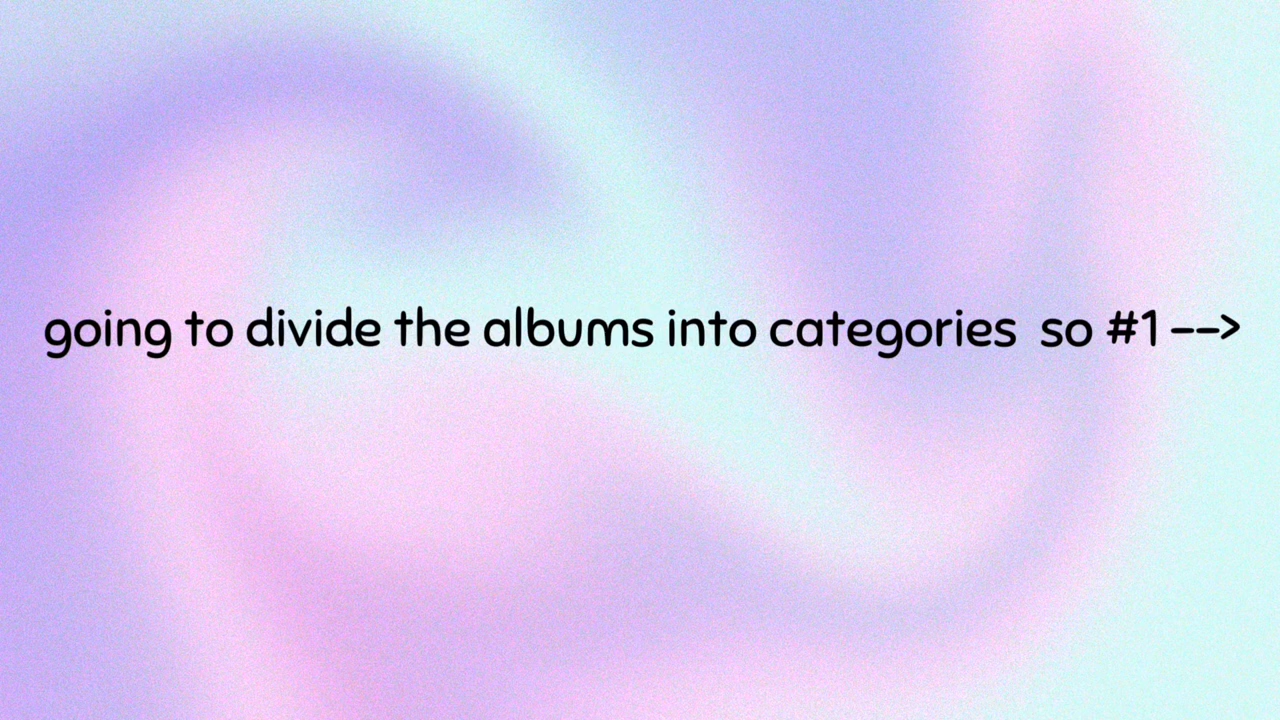 going to divide the albums into categories  so #1 -->